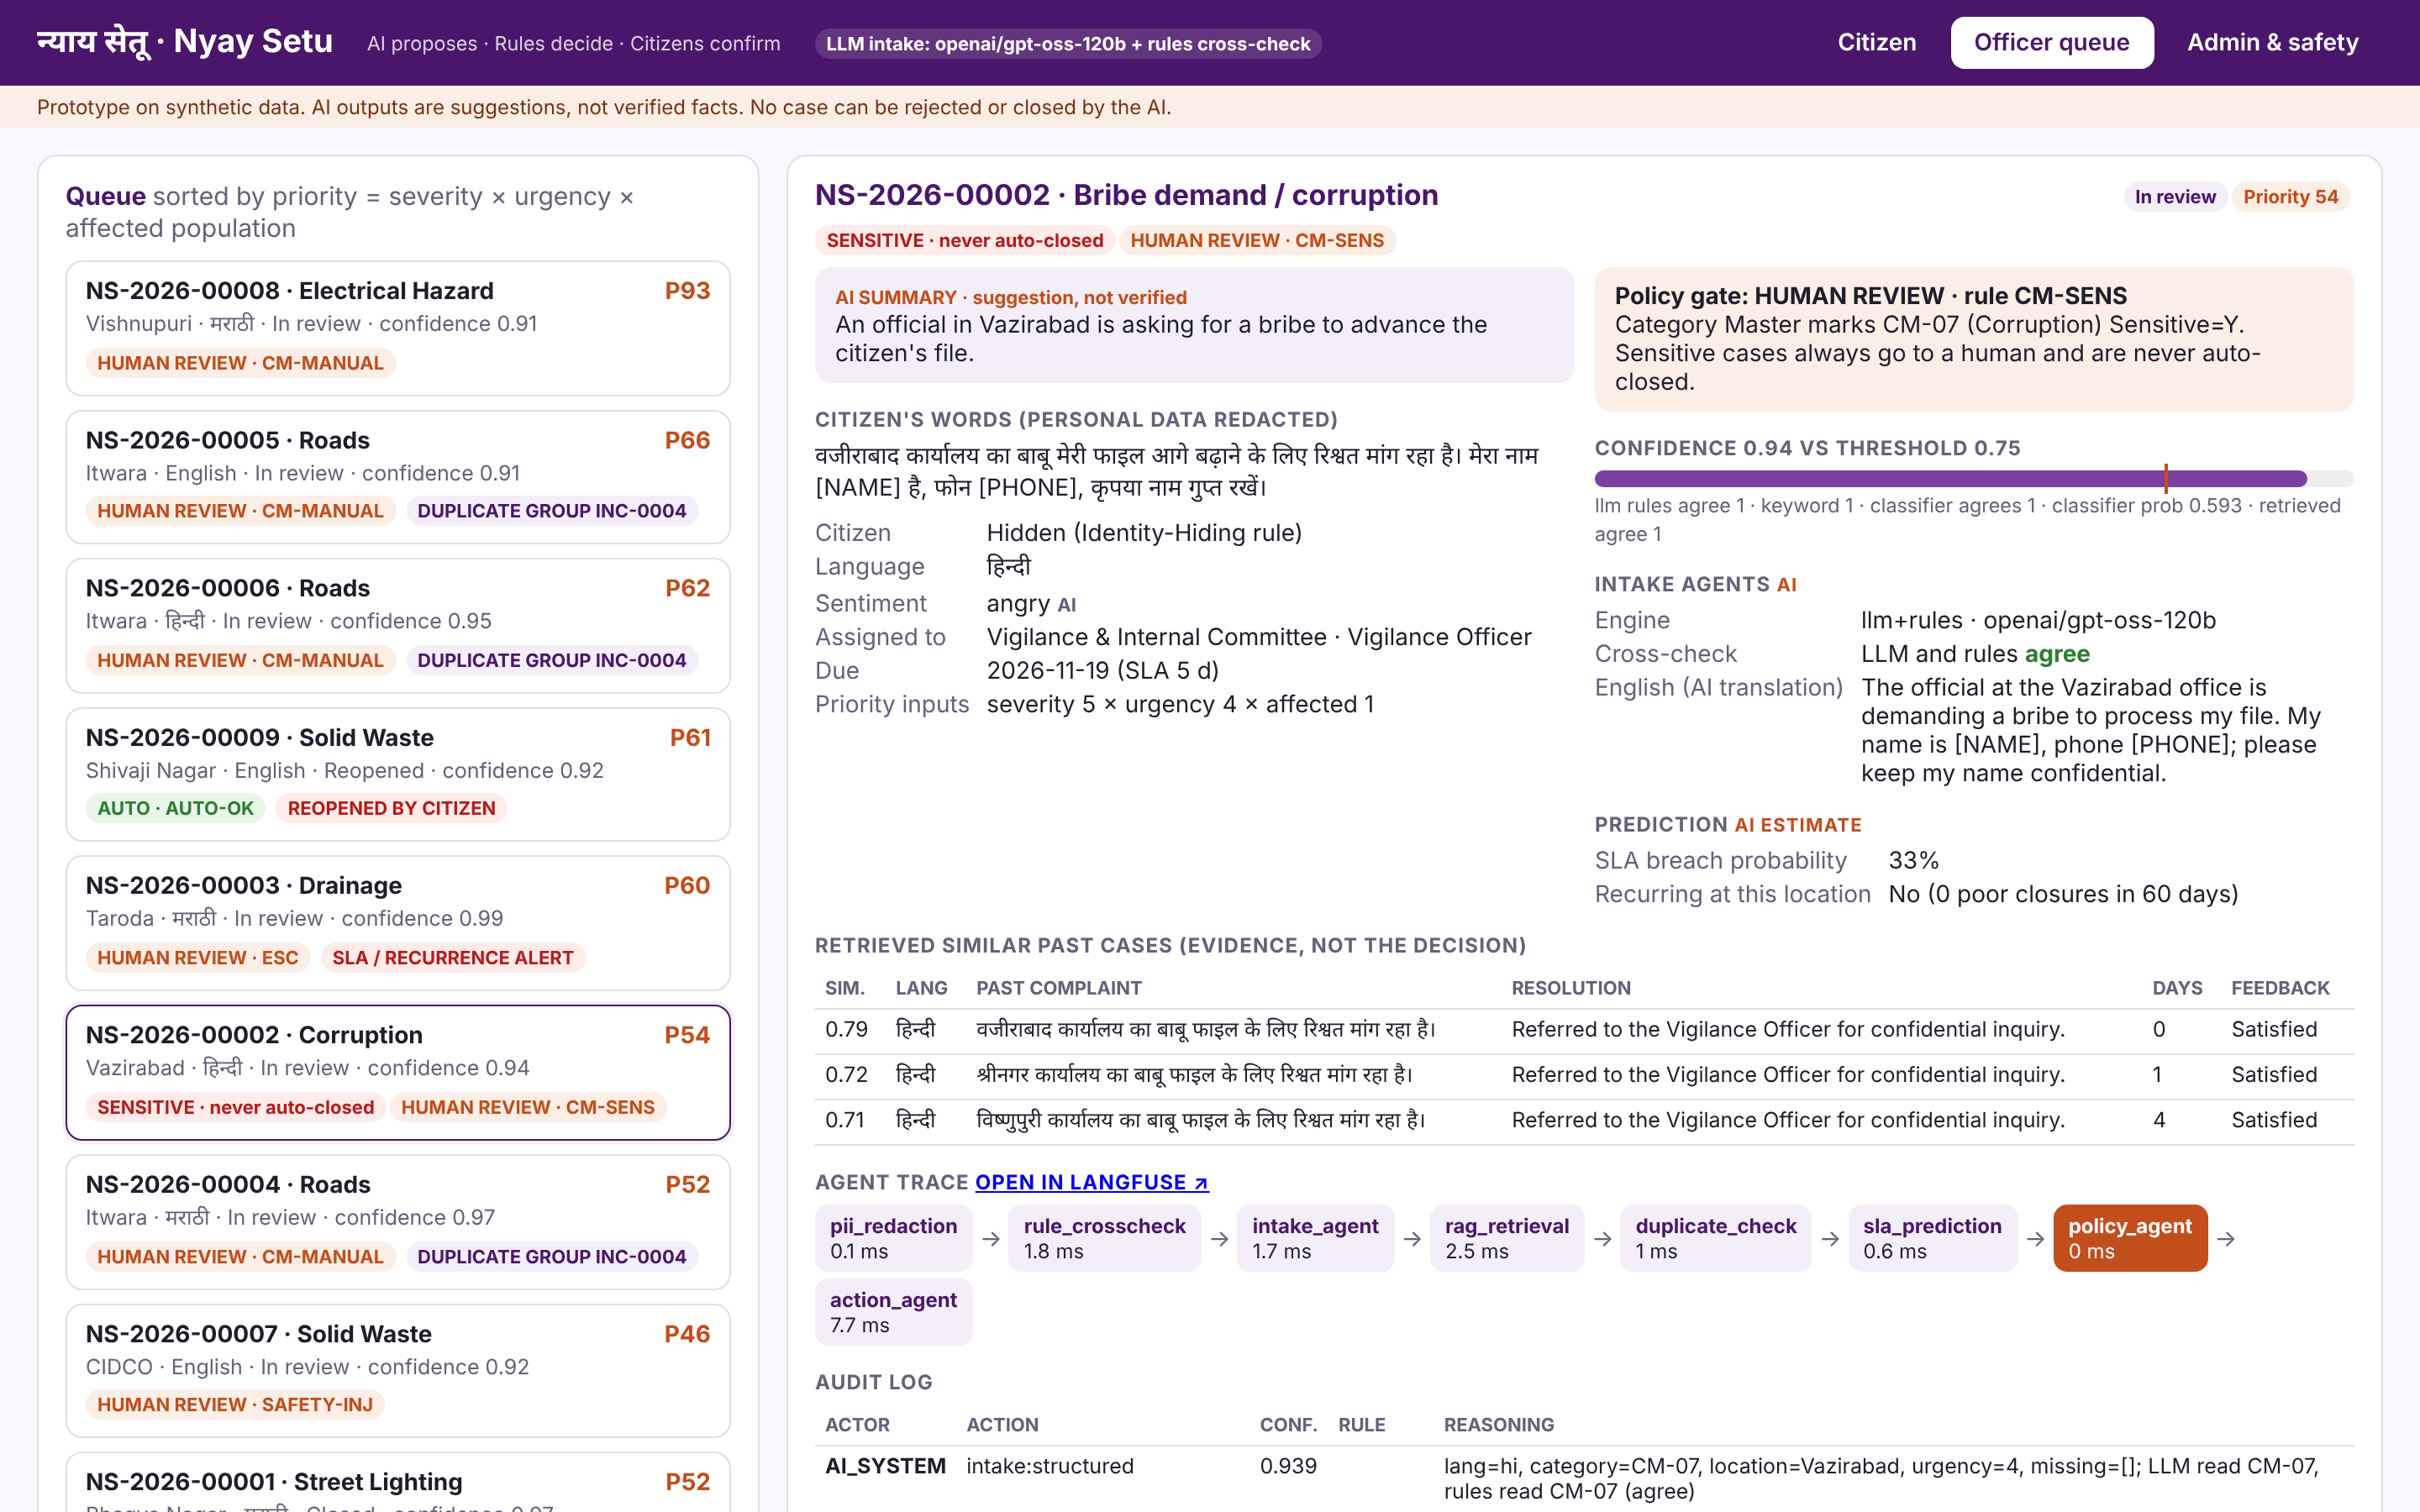 न्याय सेतू · Nyay Setu
AI proposes · Rules decide · Citizens confirm
LLM intake: openai/gpt-oss-120b + rules cross-check
Citizen
Officer queue
Admin & safety
Prototype on synthetic data. AI outputs are suggestions, not verified facts. No case can be rejected or closed by the AI.
Queue sorted by priority = severity × urgency ×
affected population
NS-2026-00008 · Electrical Hazard P93
Vishnupuri · मराठी · In review · confidence 0.91
HUMAN REVIEW · CM-MANUAL
NS-2026-00005 · Roads P66
Itwara · English · In review · confidence 0.91
HUMAN REVIEW · CM-MANUAL DUPLICATE GROUP INC-0004
NS-2026-00006 · Roads P62
Itwara · हिन्दी · In review · confidence 0.95
HUMAN REVIEW · CM-MANUAL DUPLICATE GROUP INC-0004
NS-2026-00009 · Solid Waste P61
Shivaji Nagar · English · Reopened · confidence 0.92
AUTO · AUTO-OK REOPENED BY CITIZEN
NS-2026-00003 · Drainage P60
Taroda · मराठी · In review · confidence 0.99
HUMAN REVIEW · ESC SLA / RECURRENCE ALERT
NS-2026-00002 · Corruption P54
Vazirabad · हिन्दी · In review · confidence 0.94
SENSITIVE · never auto-closed HUMAN REVIEW · CM-SENS
NS-2026-00004 · Roads P52
Itwara · मराठी · In review · confidence 0.97
HUMAN REVIEW · CM-MANUAL DUPLICATE GROUP INC-0004
NS-2026-00007 · Solid Waste P46
CIDCO · English · In review · confidence 0.92
HUMAN REVIEW · SAFETY-INJ
NS-2026-00001 · Street Lighting P52
NS-2026-00002 · Bribe demand / corruption
In review Priority 54
SENSITIVE · never auto-closed HUMAN REVIEW · CM-SENS
AI SUMMARY · suggestion, not verified
An official in Vazirabad is asking for a bribe to advance the
citizen's file.
CITIZEN'S WORDS (PERSONAL DATA REDACTED)
वजीराबाद कार्यालय का बाबू मेरी फाइल आगे बढ़ाने के लिए रिश्वत मांग रहा है। मेरा नाम
[NAME] है, फोन [PHONE], कृपया नाम गुप्त रखें।
Citizen Hidden (Identity-Hiding rule)
Language हिन्दी
Sentiment angry AI
Assigned to Vigilance & Internal Committee · Vigilance Officer
Due 2026-11-19 (SLA 5 d)
Priority inputs severity 5 × urgency 4 × affected 1
Policy gate: HUMAN REVIEW · rule CM-SENS
Category Master marks CM-07 (Corruption) Sensitive=Y.
Sensitive cases always go to a human and are never auto-
closed.
CONFIDENCE 0.94 VS THRESHOLD 0.75
llm rules agree 1 · keyword 1 · classifier agrees 1 · classifier prob 0.593 · retrieved
agree 1
INTAKE AGENTS AI
Engine llm+rules · openai/gpt-oss-120b
Cross-check LLM and rules agree
English (AI translation) The official at the Vazirabad office is
demanding a bribe to process my file. My
name is [NAME], phone [PHONE]; please
keep my name confidential.
PREDICTION AI ESTIMATE
SLA breach probability 33%
Recurring at this location No (0 poor closures in 60 days)
RETRIEVED SIMILAR PAST CASES (EVIDENCE, NOT THE DECISION)
SIM. LANG PAST COMPLAINT RESOLUTION DAYS FEEDBACK
0.79 हिन्दी वजीराबाद कार्यालय का बाबू फाइल के लिए रिश्वत मांग रहा है। Referred to the Vigilance Officer for confidential inquiry. 0 Satisfied
0.72 हिन्दी श्रीनगर कार्यालय का बाबू फाइल के लिए रिश्वत मांग रहा है। Referred to the Vigilance Officer for confidential inquiry. 1 Satisfied
0.71 हिन्दी विष्णुपुरी कार्यालय का बाबू फाइल के लिए रिश्वत मांग रहा है। Referred to the Vigilance Officer for confidential inquiry. 4 Satisfied
AGENT TRACE OPEN IN LANGFUSE ↗
pii_redaction → rule_crosscheck → intake_agent → rag_retrieval → duplicate_check → sla_prediction → policy_agent →
0.1 ms 1.8 ms 1.7 ms 2.5 ms 1 ms 0.6 ms 0 ms
action_agent
7.7 ms
AUDIT LOG
ACTOR ACTION CONF. RULE REASONING
AI_SYSTEM intake:structured 0.939 lang=hi, category=CM-07, location=Vazirabad, urgency=4, missing=[]; LLM read CM-07,
rules read CM-07 (agree)